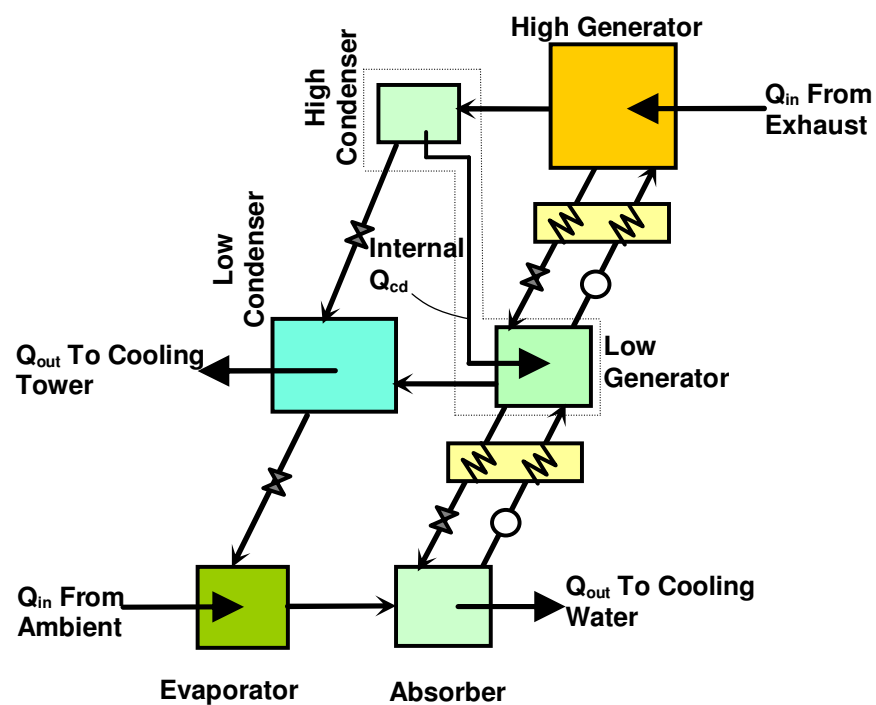 High Generator
High
Condenser
Qin From
Exhaust
Low
Condenser
Internal
Qcd
Qout To Cooling
Tower
Low
Generator
Qin From
Ambient
Qout To Cooling
Water
Evaporator
Absorber